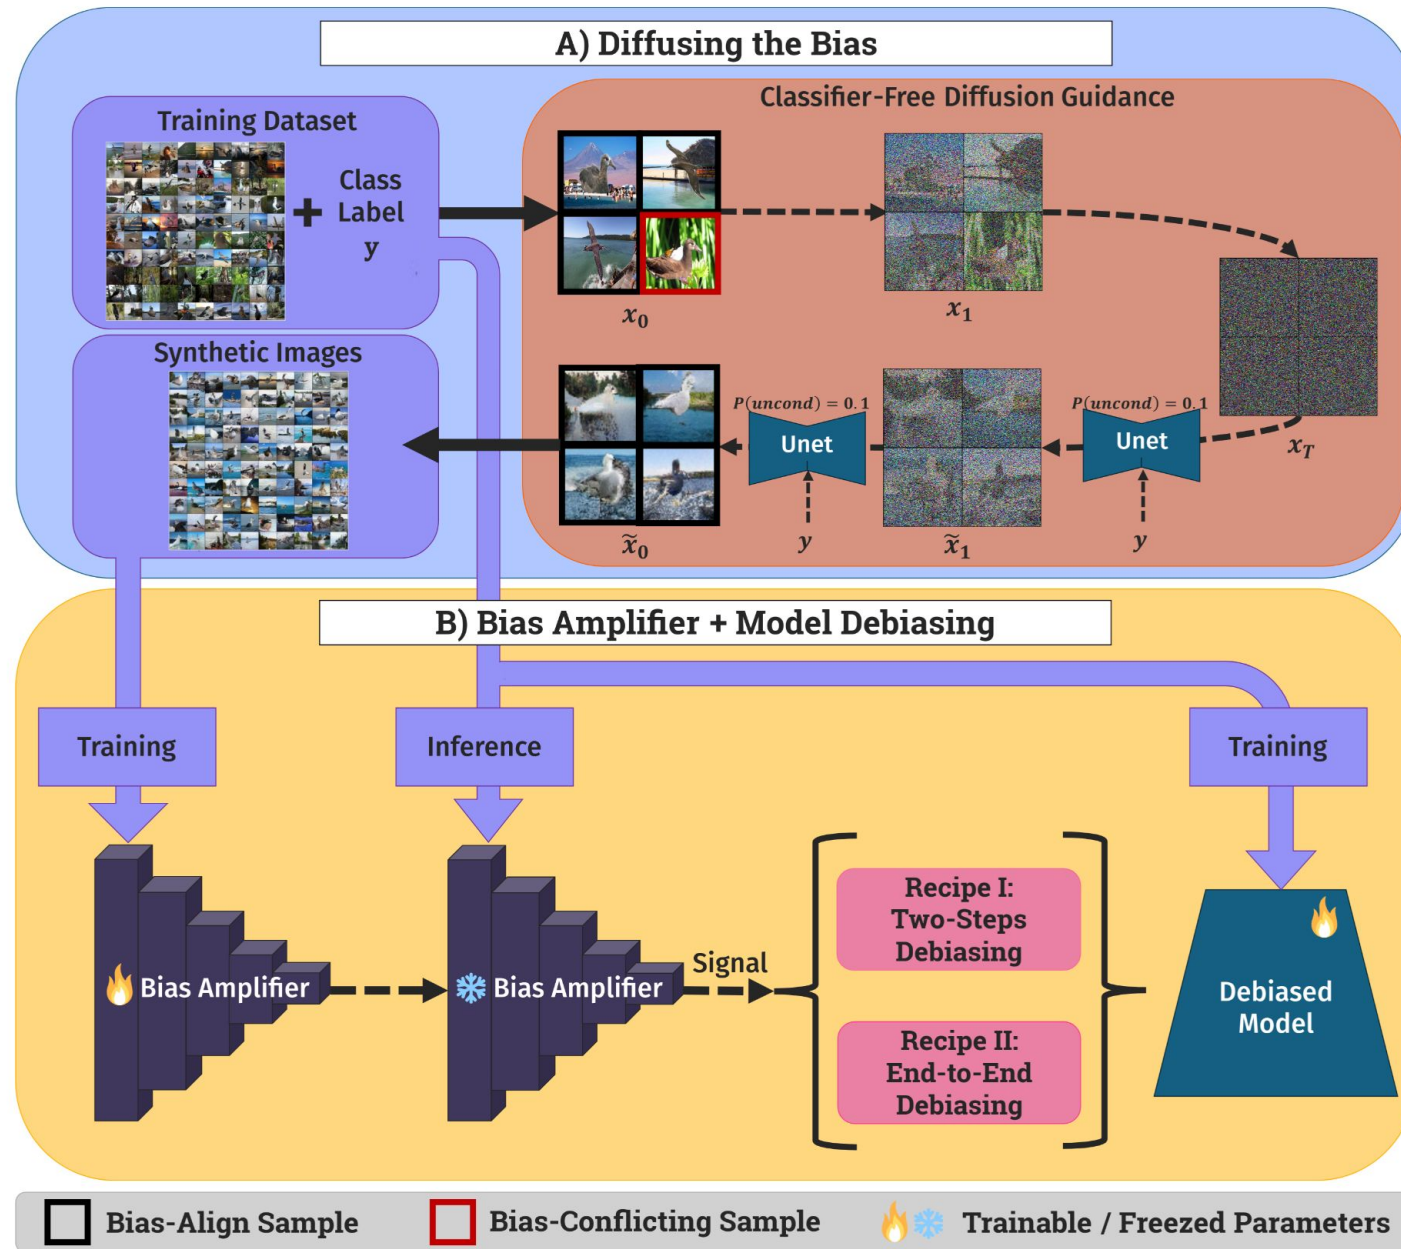 A) Diffusing the Bias
Training Dataset
+
Class
Label
y
Classifier-Free Diffusion Guidance
x₀
x₁
x_T
Synthetic Images
P(uncond) = 0.1
Unet
P(uncond) = 0.1
Unet
x̃₀
y
x̃₁
y
B) Bias Amplifier + Model Debiasing
Training
Inference
Training
Bias Amplifier
Bias Amplifier
Signal
Recipe I:
Two-Steps
Debiasing
Recipe II:
End-to-End
Debiasing
Debiased
Model
Bias-Align Sample
Bias-Conflicting Sample
Trainable / Freezed Parameters